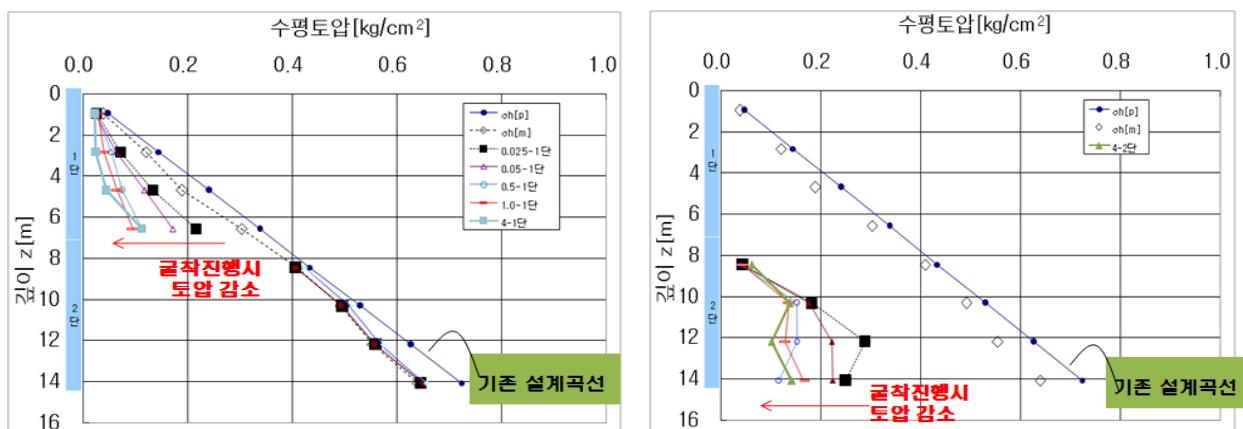 수평토압[kg/cm²]
0.0 0.2 0.4 0.6 0.8 1.0
깊이 z [m]
0
2
4
6
8
10
12
14
16
1단
2단
σh[p]
σh[m]
0.025-1단
0.05-1단
0.5-1단
1.0-1단
4-1단
굴착진행시
토압 감소
기존 설계곡선
수평토압[kg/cm²]
0.0 0.2 0.4 0.6 0.8 1.0
깊이 z [m]
0
2
4
6
8
10
12
14
16
1단
2단
σh[p]
σh[m]
4-2단
굴착진행시
토압 감소
기존 설계곡선